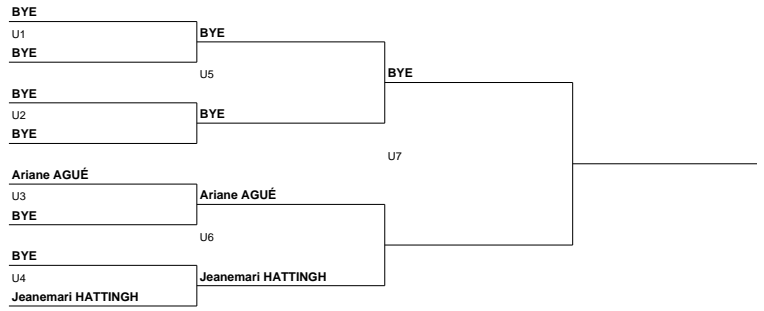 BYE
U1
BYE
BYE
U5
BYE
BYE
U2
BYE
BYE
U7
Ariane AGUÉ
U3
Ariane AGUÉ
BYE
U6
BYE
U4
Jeanemari HATTINGH
Jeanemari HATTINGH